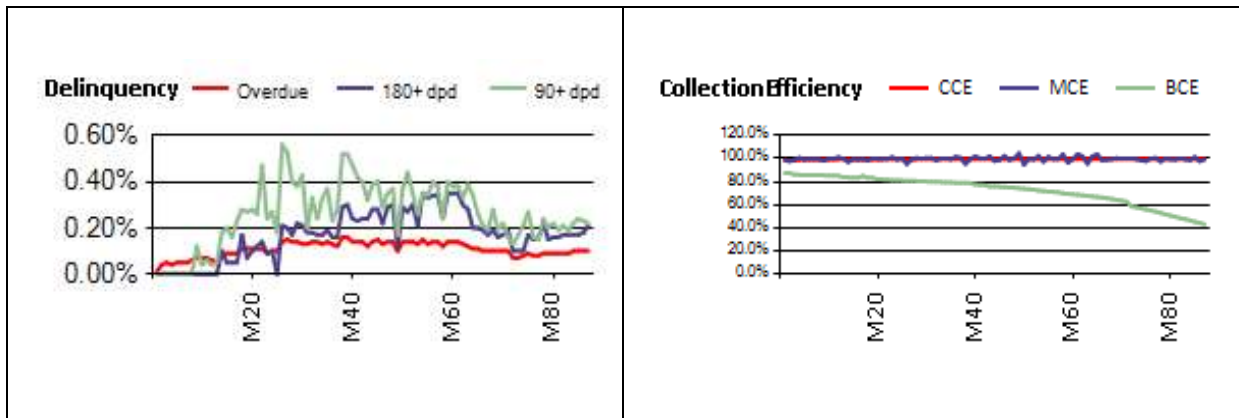 Delinquency Overdue 180+ dpd 90+ dpd
0.60%
0.40%
0.20%
0.00%
M20
M40
M60
M80
Collection Efficiency CCE MCE BCE
120.0%
100.0%
80.0%
60.0%
40.0%
20.0%
0.0%
M20
M40
M60
M80